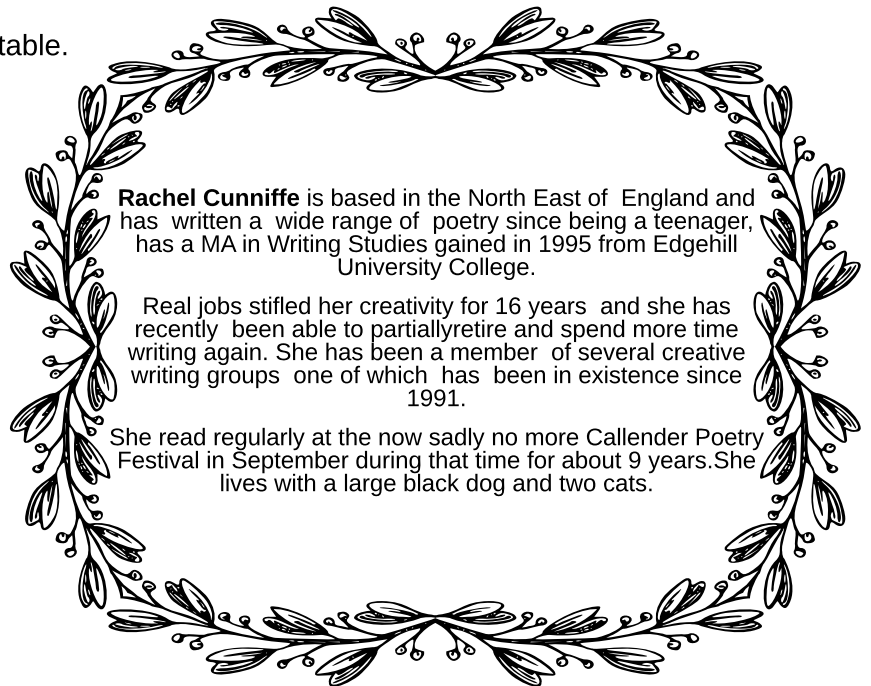 table.
Rachel Cunniffe is based in the North East of  England and
has  written a  wide range of  poetry since being a teenager,
has a MA in Writing Studies gained in 1995 from Edgehill
University College.
Real jobs stifled her creativity for 16 years  and she has
recently  been able to partiallyretire and spend more time
writing again. She has been a member  of several creative
writing groups  one of which  has  been in existence since
1991.
She read regularly at the now sadly no more Callender Poetry
Festival in September during that time for about 9 years.She
lives with a large black dog and two cats.